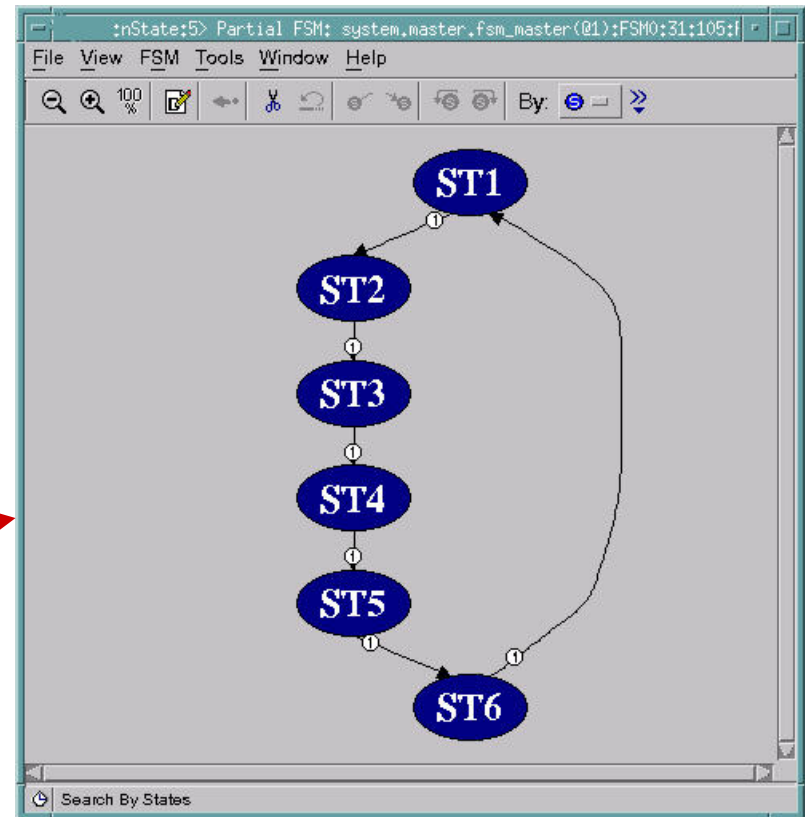 :nState:5> Partial FSM: system.master.fsm_master(@1):FSM0:31:105:
File View FSM Tools Window Help
100 % By: S
ST1
1
ST2
1
ST3
1
ST4
1
ST5
1 1
ST6
Search By States